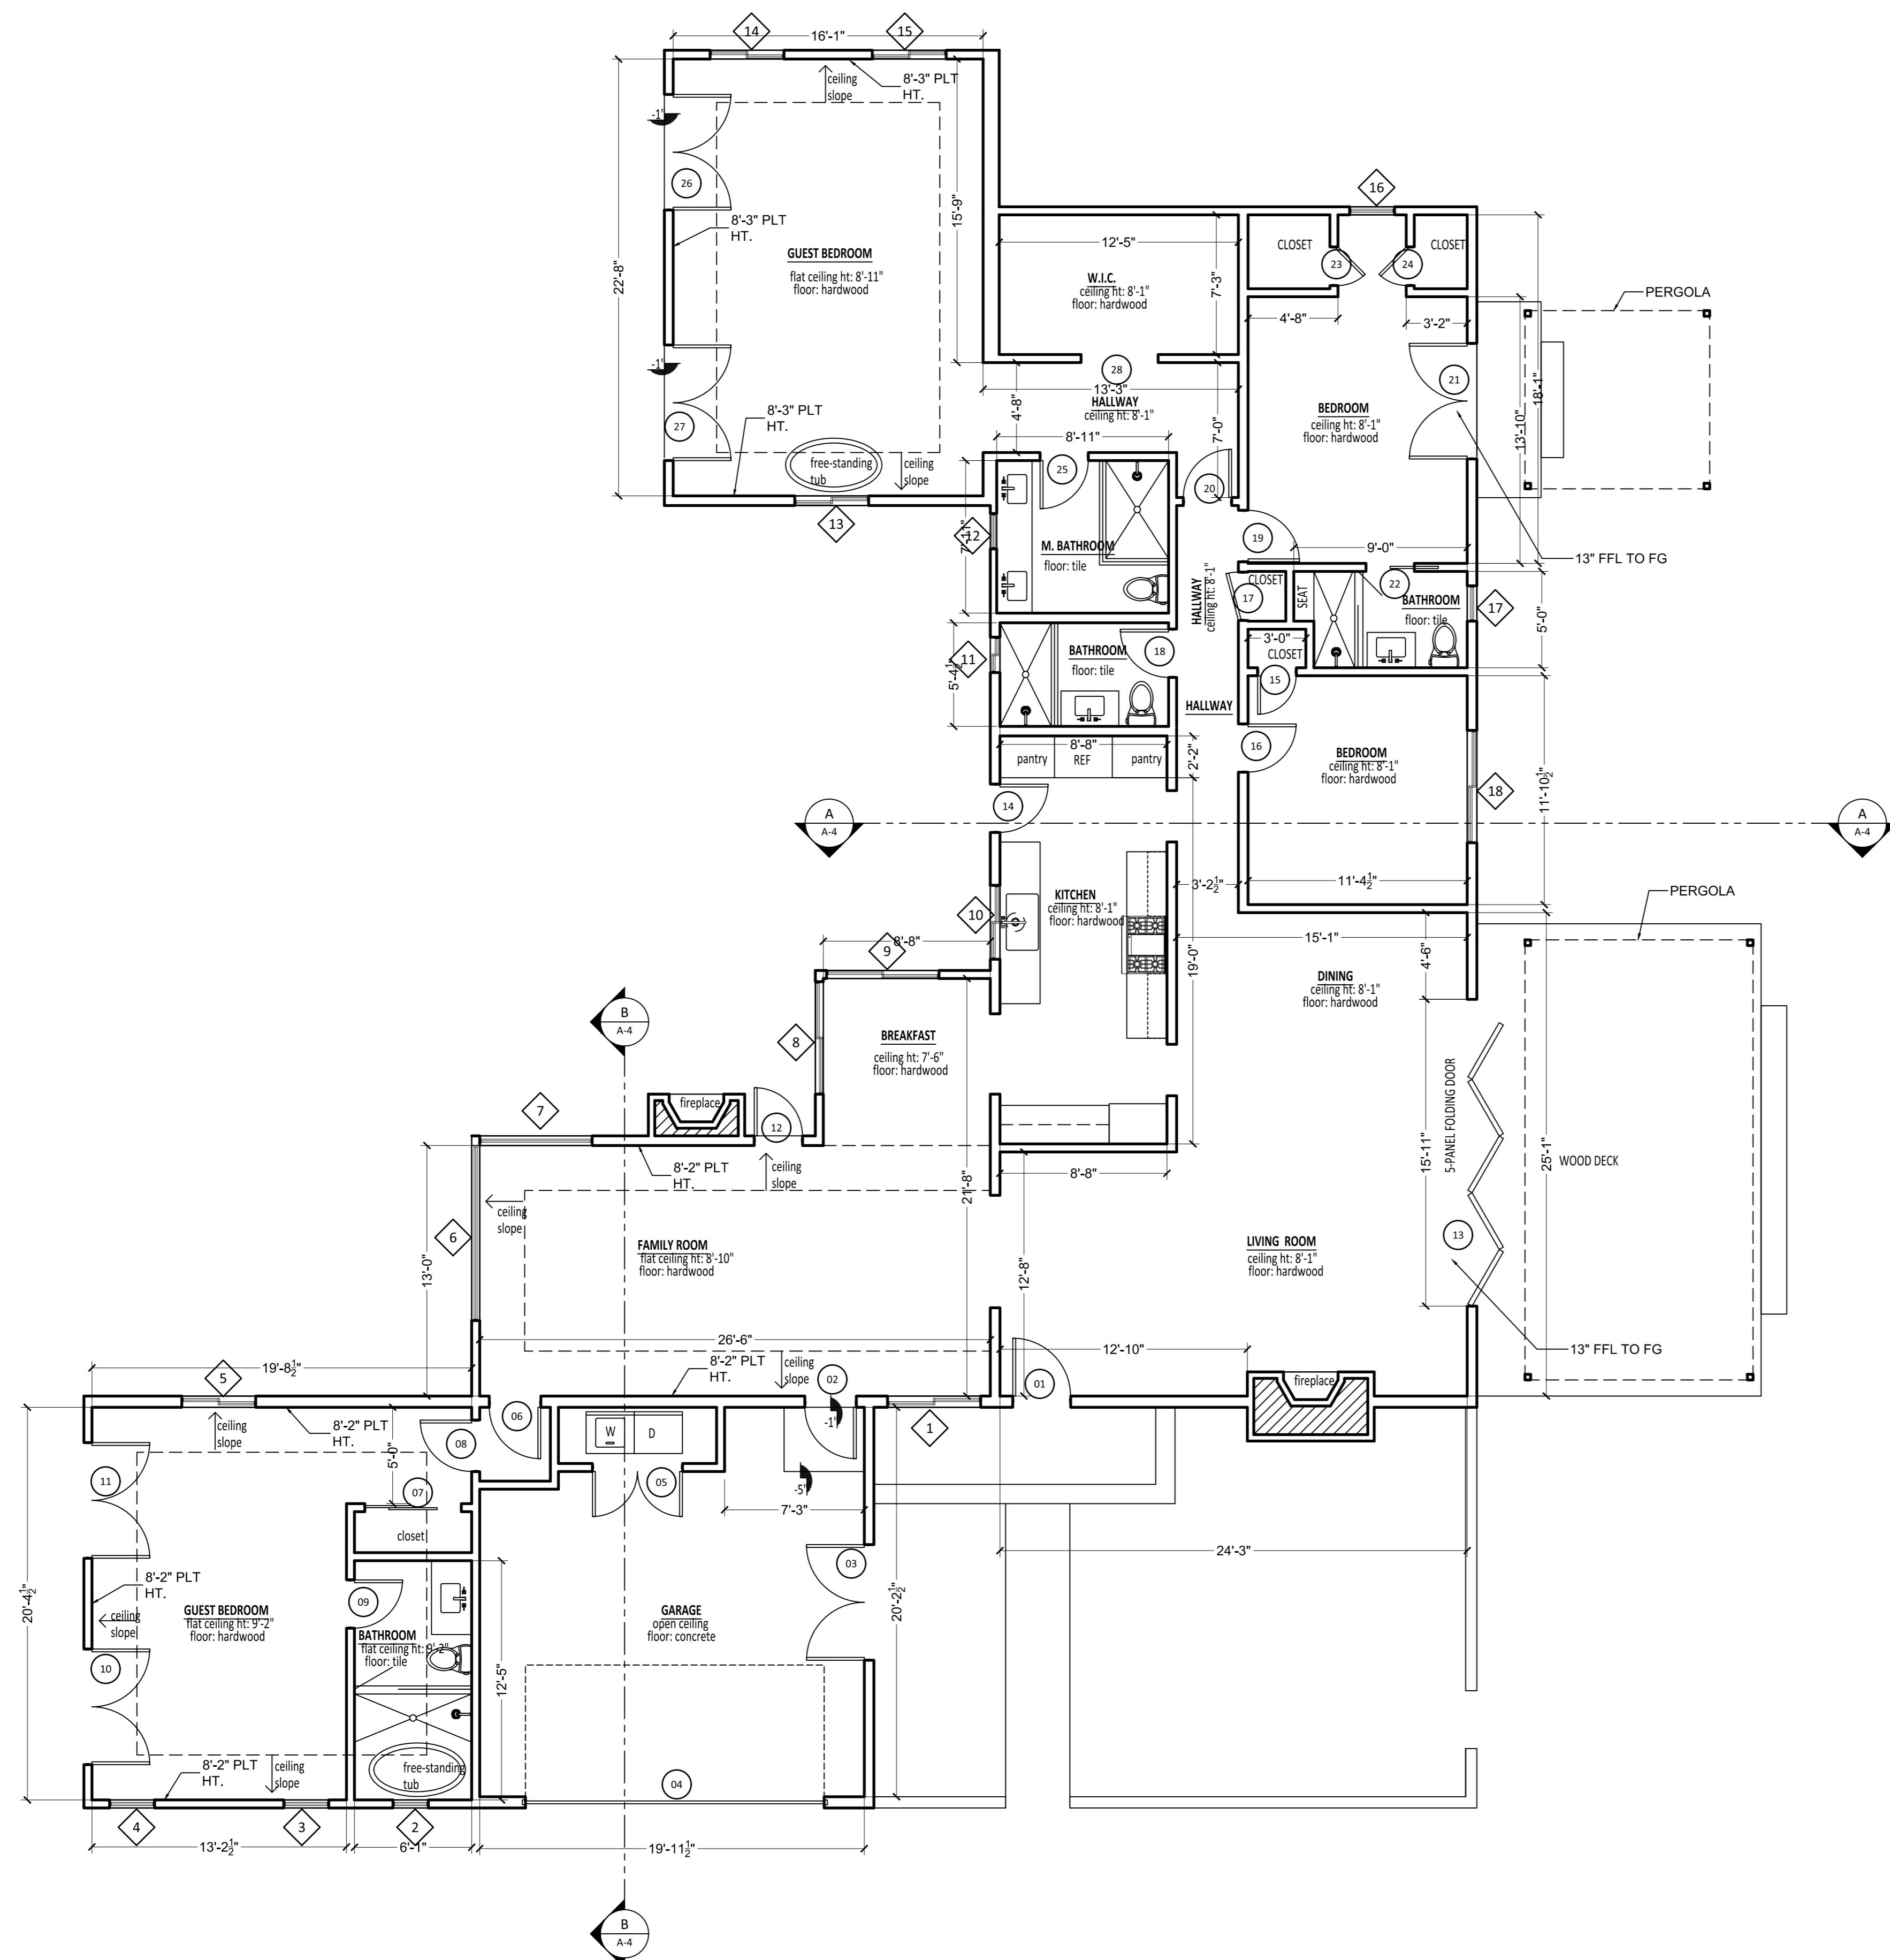 14
15
16'-1"
ceiling
slope
8'-3" PLT
HT.
-1'
26
8'-3" PLT
HT.
22'-8"
15'-9"
GUEST BEDROOM
flat ceiling ht: 8'-11"
floor: hardwood
-1'
27
8'-3" PLT
HT.
free-standing
tub
ceiling
slope
13
16
12'-5"
W.I.C.
ceiling ht: 8'-1"
floor: hardwood
7'-3"
CLOSET
23
24
CLOSET
4'-8"
3'-2"
PERGOLA
28
13'-3"
HALLWAY
ceiling ht: 8'-1"
4'-8"
7'-0"
8'-11"
21
BEDROOM
ceiling ht: 8'-1"
floor: hardwood
18'-1"
13'-10"
25
20
12
M. BATHROOM
floor: tile
19
9'-0"
13" FFL TO FG
HALLWAY
ceiling ht: 8'-1"
17
CLOSET
SEAT
22
BATHROOM
floor: tile
17
5'-0"
11
5'-4½"
BATHROOM
floor: tile
18
3'-0"
CLOSET
15
HALLWAY
8'-8"
pantry
REF
pantry
2'-2"
16
BEDROOM
ceiling ht: 8'-1"
floor: hardwood
18
11'-10½"
14
A
A-4
A
A-4
11'-4½"
3'-2½"
10
KITCHEN
ceiling ht: 8'-1"
floor: hardwood
19'-0"
PERGOLA
15'-1"
4'-6"
8'-8"
9
DINING
ceiling ht: 8'-1"
floor: hardwood
B
A-4
8
BREAKFAST
ceiling ht: 7'-6"
floor: hardwood
5-PANEL FOLDING DOOR
15'-11"
25'-1"
WOOD DECK
fireplace
7
12
8'-2" PLT
HT.
ceiling
slope
21'-8"
8'-8"
ceiling
slope
6
13'-0"
FAMILY ROOM
flat ceiling ht: 8'-10"
floor: hardwood
12'-8"
LIVING ROOM
ceiling ht: 8'-1"
floor: hardwood
13
26'-6"
12'-10"
13" FFL TO FG
19'-8½"
5
8'-2" PLT
HT.
ceiling
slope
02
01
fireplace
1
ceiling
slope
8'-2" PLT
HT.
5'-0"
08
06
W
D
-1"
11
07
05
-5"
7'-3"
closet
24'-3"
03
8'-2" PLT
HT.
09
20'-4½"
ceiling
slope
GUEST BEDROOM
flat ceiling ht: 9'-2"
floor: hardwood
BATHROOM
flat ceiling ht: 9'-2"
floor: tile
GARAGE
open ceiling
floor: concrete
20'-2½"
10
12'-5"
8'-2" PLT
HT.
ceiling
slope
free-standing
tub
04
4
3
2
13'-2½"
6'-1"
19'-11½"
B
A-4